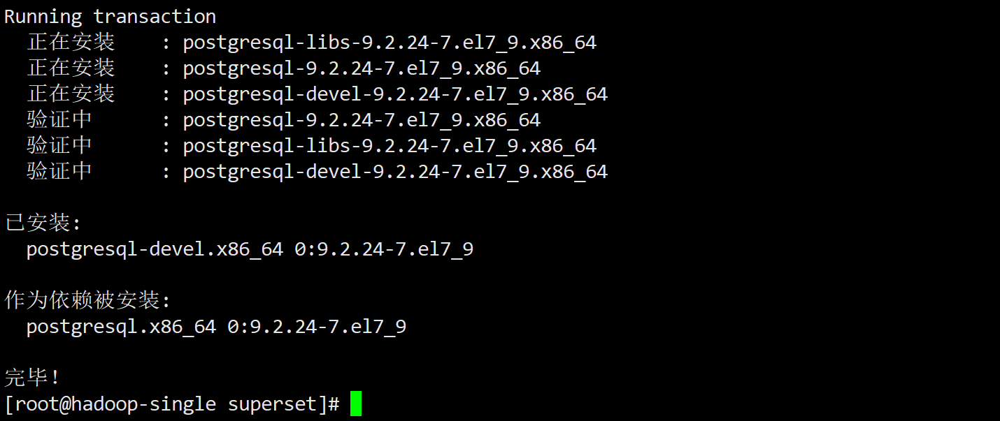 Running transaction
正在安装    : postgresql-libs-9.2.24-7.el7_9.x86_64
正在安装    : postgresql-9.2.24-7.el7_9.x86_64
正在安装    : postgresql-devel-9.2.24-7.el7_9.x86_64
验证中      : postgresql-9.2.24-7.el7_9.x86_64
验证中      : postgresql-libs-9.2.24-7.el7_9.x86_64
验证中      : postgresql-devel-9.2.24-7.el7_9.x86_64
已安装:
postgresql-devel.x86_64 0:9.2.24-7.el7_9
作为依赖被安装:
postgresql.x86_64 0:9.2.24-7.el7_9
完毕！
[root@hadoop-single superset]#